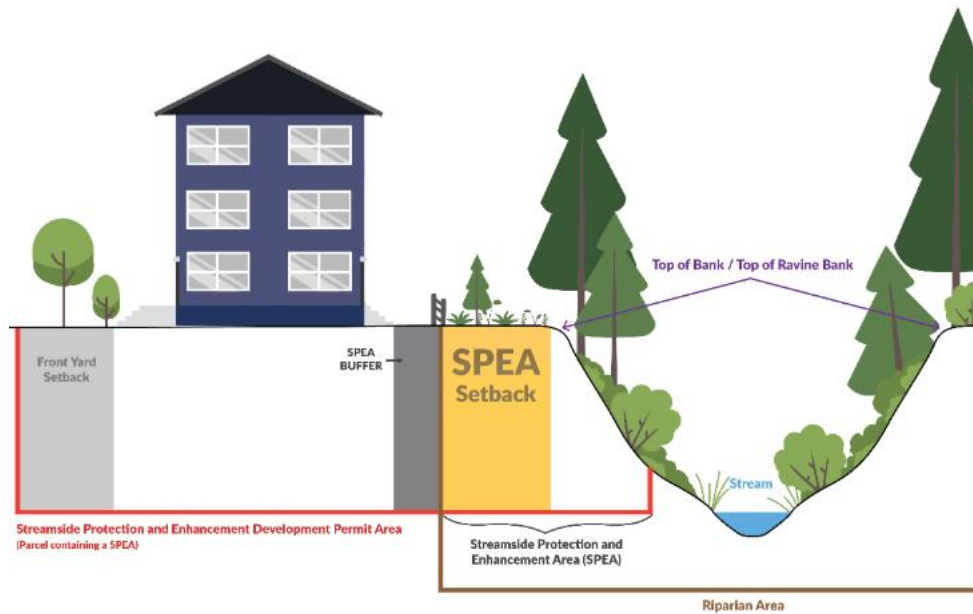 Top of Bank / Top of Ravine Bank
Front Yard
Setback
SPEA
BUFFER
SPEA
Setback
Stream
Streamside Protection and Enhancement Development Permit Area
(Parcel containing a SPEA)
Streamside Protection and
Enhancement Area (SPEA)
Riparian Area